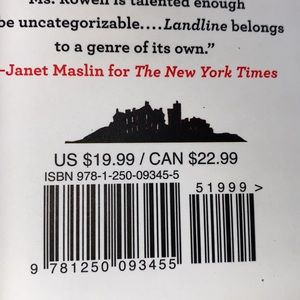 Ms. Rowell is talented enough
be uncategorizable....Landline belongs
to a genre of its own.”
–Janet Maslin for The New York Times
US $19.99 / CAN $22.99
ISBN 978-1-250-09345-5
51999 >
9 781250 093455